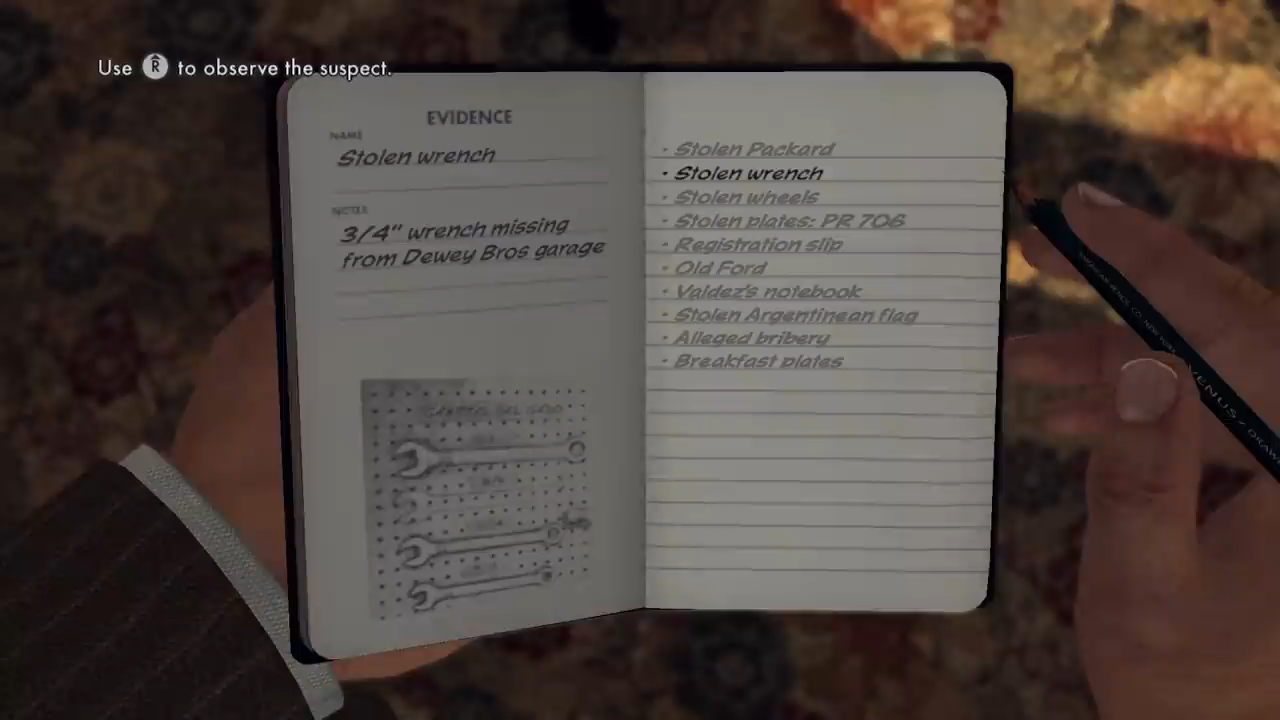 Use R to observe the suspect.
EVIDENCE
NAME
Stolen wrench
NOTES
3/4" wrench missing
from Dewey Bros garage
· Stolen Packard
· Stolen wrench
· Stolen wheels
· Stolen plates: PR 706
· Registration slip
· Old Ford
· Valdez's notebook
· Stolen Argentinean flag
· Alleged bribery
· Breakfast plates
VENUS - DRAW